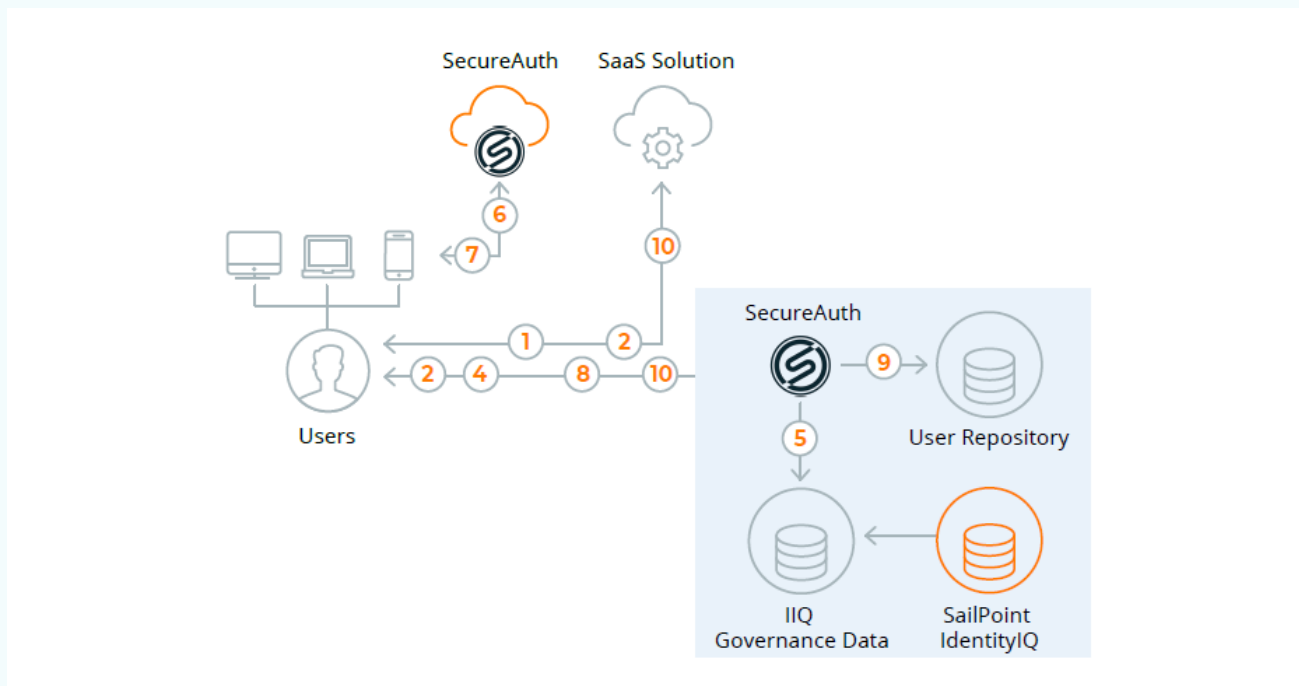 SecureAuth
SaaS Solution
6
7
10
1
2
2
4
8
10
SecureAuth
9
5
Users
User Repository
IIQ
Governance Data
SailPoint
IdentityIQ